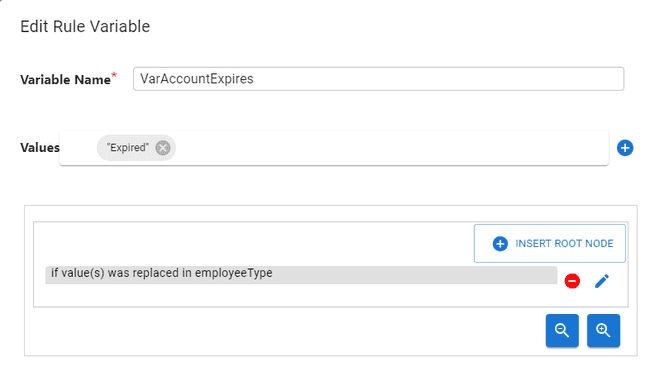 Edit Rule Variable
Variable Name*
VarAccountExpires
Values
"Expired"
INSERT ROOT NODE
if value(s) was replaced in employeeType